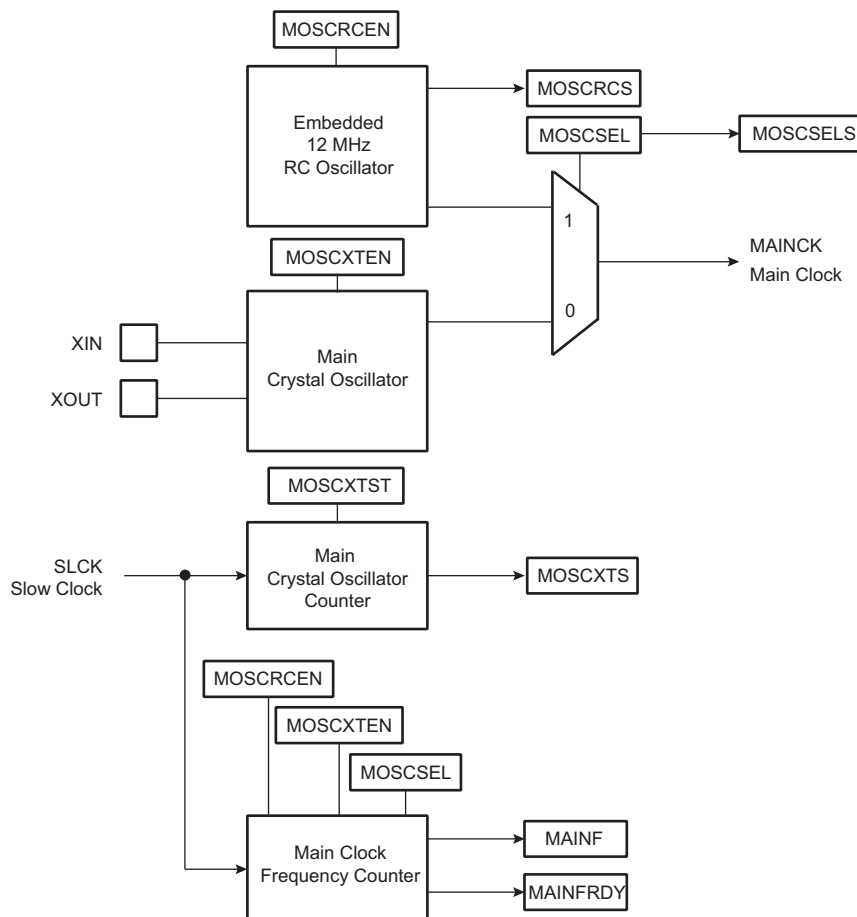 MOSCRCEN
Embedded
12 MHz
RC Oscillator
MOSCRCS
MOSCSEL
MOSCSELS
1
0
MAINCK
Main Clock
MOSCXTEN
XIN
XOUT
Main
Crystal Oscillator
MOSCXTST
SLCK
Slow Clock
Main
Crystal Oscillator
Counter
MOSCXTS
MOSCRCEN
MOSCXTEN
MOSCSEL
Main Clock
Frequency Counter
MAINF
MAINFRDY